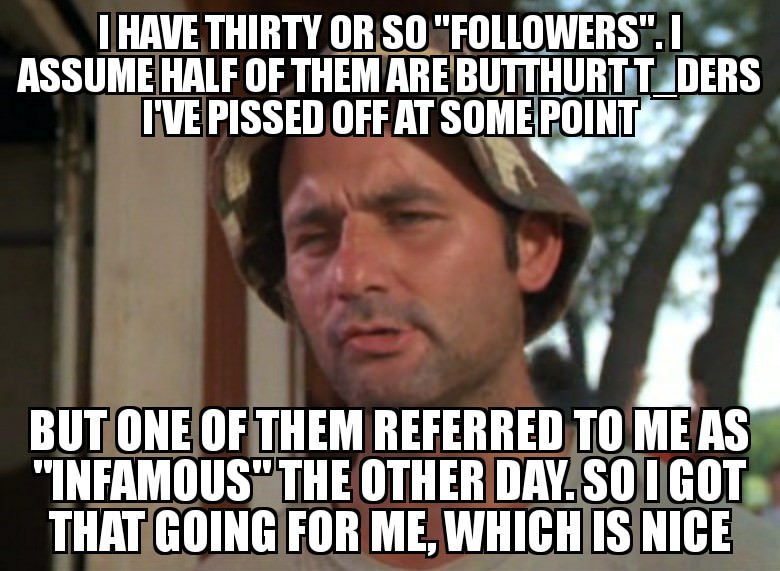 I HAVE THIRTY OR SO "FOLLOWERS". I
ASSUME HALF OF THEM ARE BUTTHURT T_DERS
I'VE PISSED OFF AT SOME POINT
BUT ONE OF THEM REFERRED TO ME AS
"INFAMOUS" THE OTHER DAY. SO I GOT
THAT GOING FOR ME, WHICH IS NICE